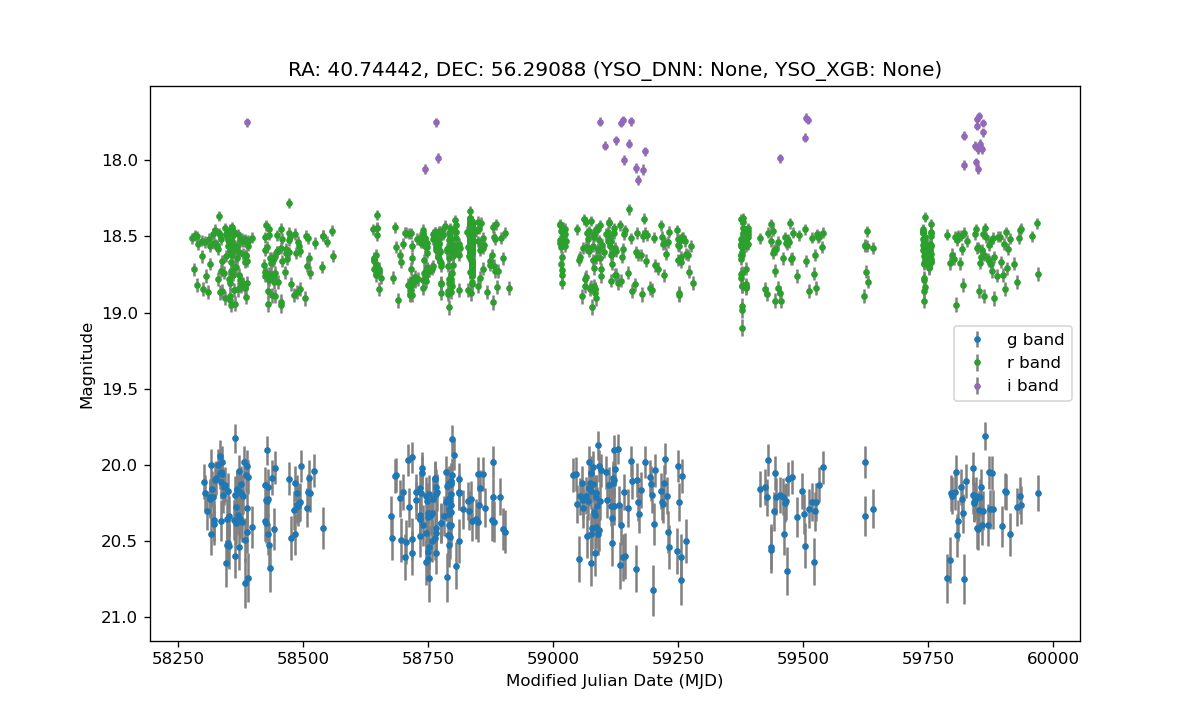 RA: 40.74442, DEC: 56.29088 (YSO_DNN: None, YSO_XGB: None)
18.0
18.5
19.0
19.5
20.0
20.5
21.0
Magnitude
g band
r band
i band
58250
58500
58750
59000
59250
59500
59750
60000
Modified Julian Date (MJD)